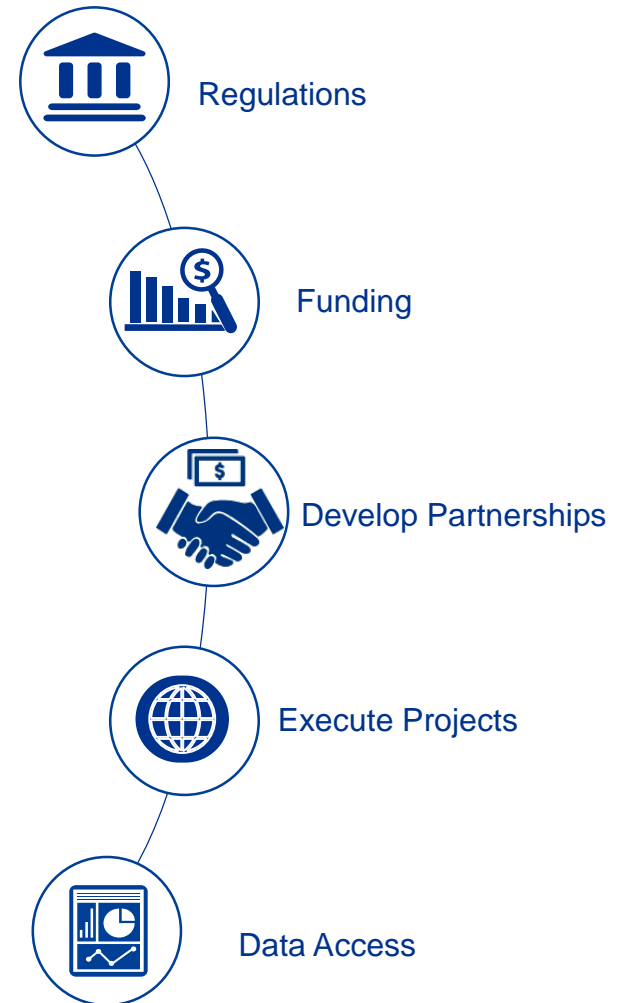 Regulations
$
Funding
$
Develop Partnerships
Execute Projects
Data Access